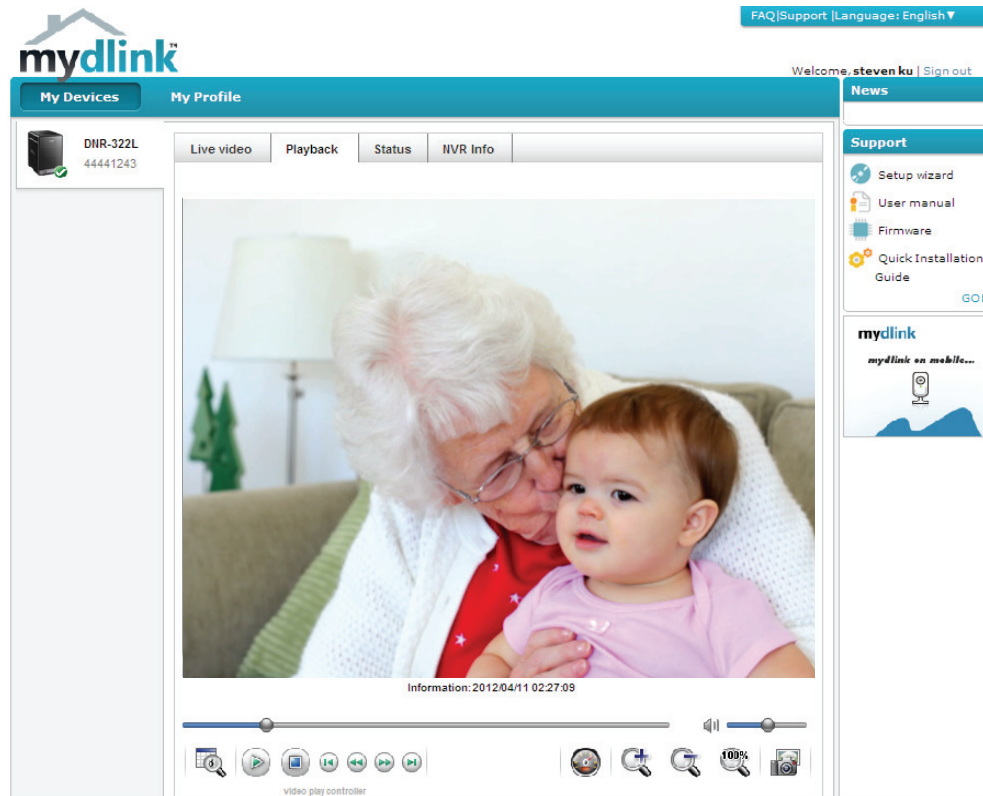 FAQ|Support |Language: English▼
mydlink™
Welcome, steven ku | Sign out
My Devices
My Profile
News
DNR-322L
44441243
Live video
Playback
Status
NVR Info
Support
Setup wizard
User manual
Firmware
Quick Installation
Guide
mydlink
mydlink on mobile...
Information: 2012/04/11 02:27:09
100%
video play controller